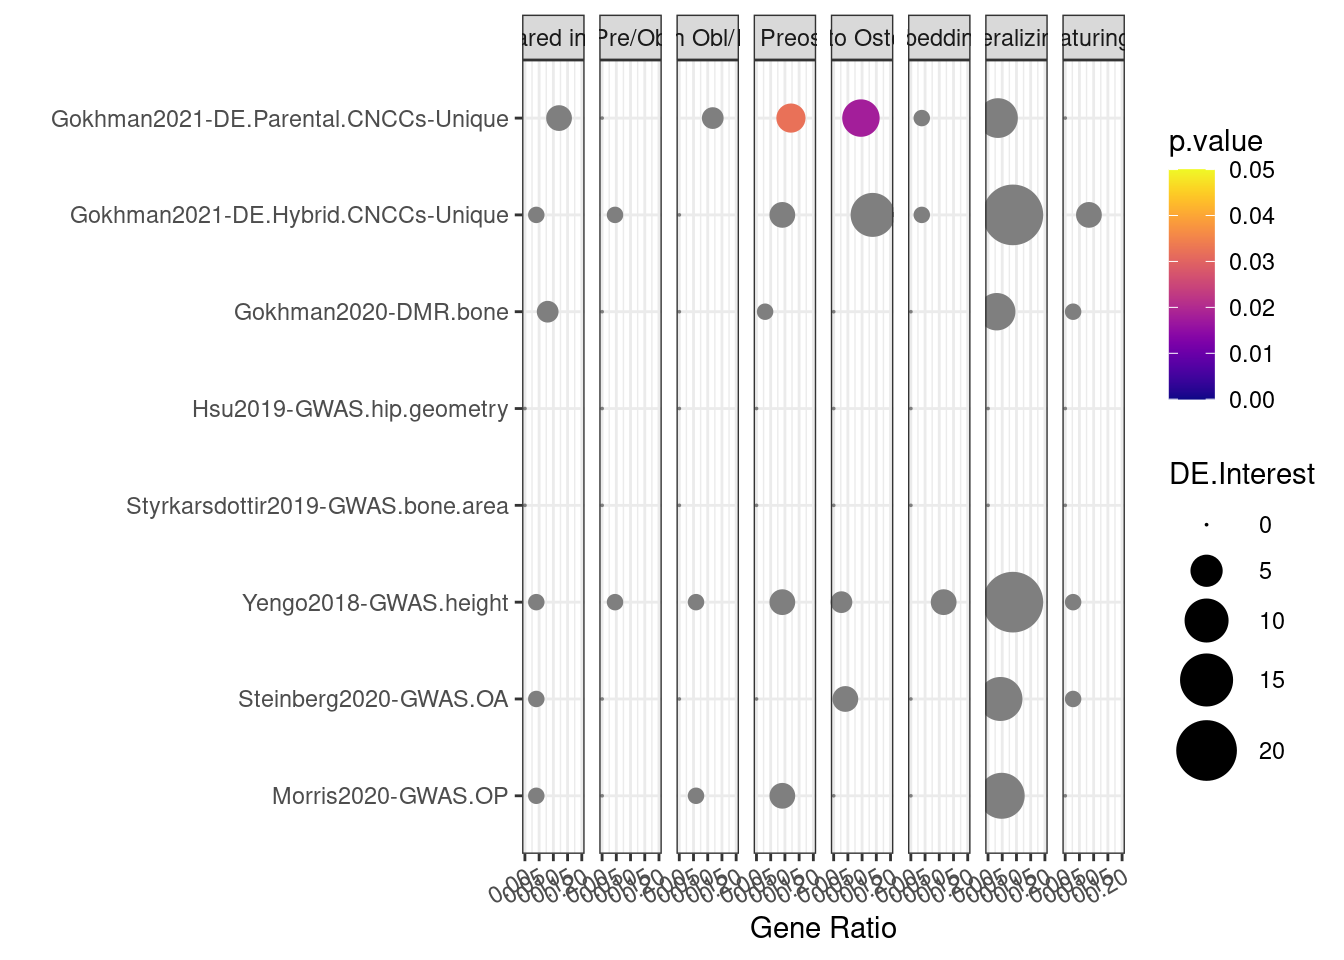 ared in
Pre/Ob
Preos
to Ost
eddin
eralizin
aturing
Gokhman2021-DE.Parental.CNCCs-Unique
Gokhman2021-DE.Hybrid.CNCCs-Unique
Gokhman2020-DMR.bone
Hsu2019-GWAS.hip.geometry
Styrkarsdottir2019-GWAS.bone.area
Yengo2018-GWAS.height
Steinberg2020-GWAS.OA
Morris2020-GWAS.OP
Gene Ratio
p.value
0.05
0.04
0.03
0.02
0.01
0.00
DE.Interest
0
5
10
15
20